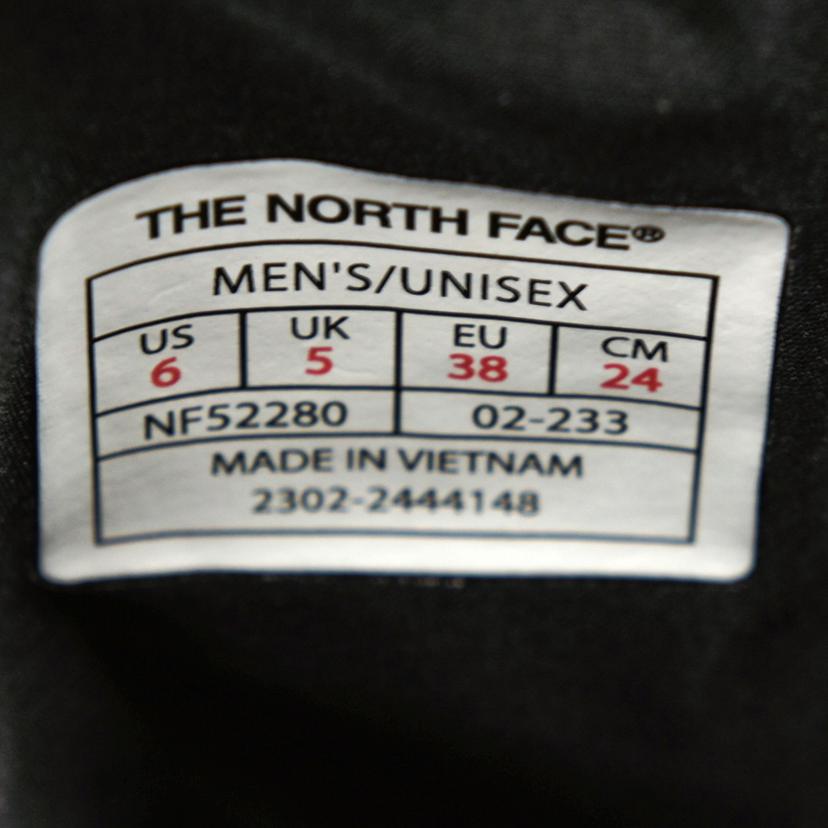 THE NORTH FACE®
MEN'S/UNISEX
US UK EU CM
6 5 38 24
NF52280 02-233
MADE IN VIETNAM
2302-2444148